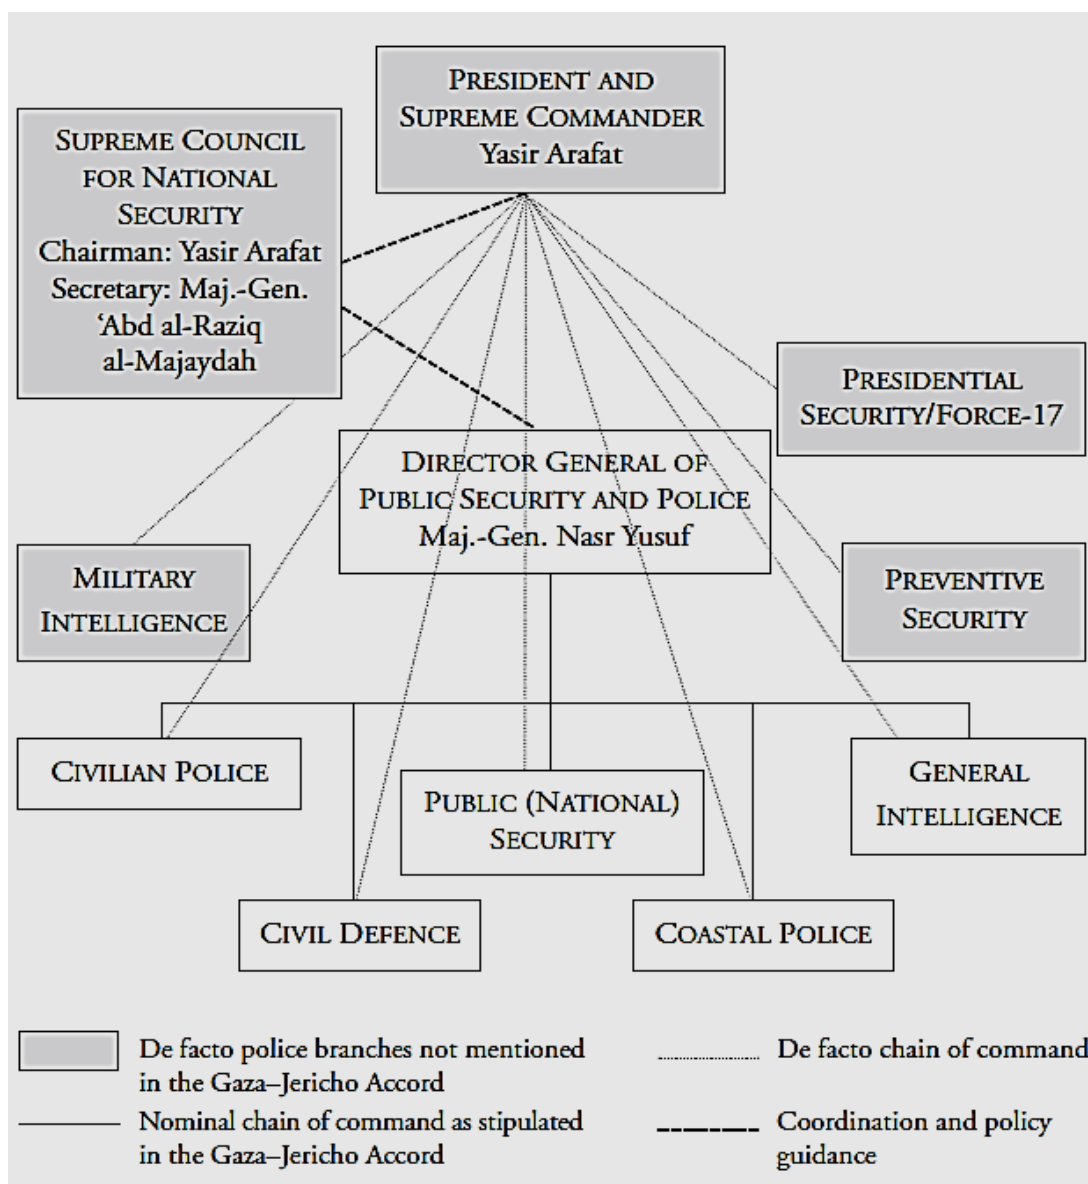 PRESIDENT AND
SUPREME COMMANDER
Yasir Arafat
SUPREME COUNCIL
FOR NATIONAL
SECURITY
Chairman: Yasir Arafat
Secretary: Maj.-Gen.
‘Abd al-Raziq
al-Majaydah
PRESIDENTIAL
SECURITY/FORCE-17
DIRECTOR GENERAL OF
PUBLIC SECURITY AND POLICE
Maj.-Gen. Nasr Yusuf
MILITARY
INTELLIGENCE
PREVENTIVE
SECURITY
CIVILIAN POLICE
PUBLIC (NATIONAL)
SECURITY
GENERAL
INTELLIGENCE
CIVIL DEFENCE
COASTAL POLICE
De facto police branches not mentioned
in the Gaza–Jericho Accord
Nominal chain of command as stipulated
in the Gaza–Jericho Accord
De facto chain of command
Coordination and policy
guidance